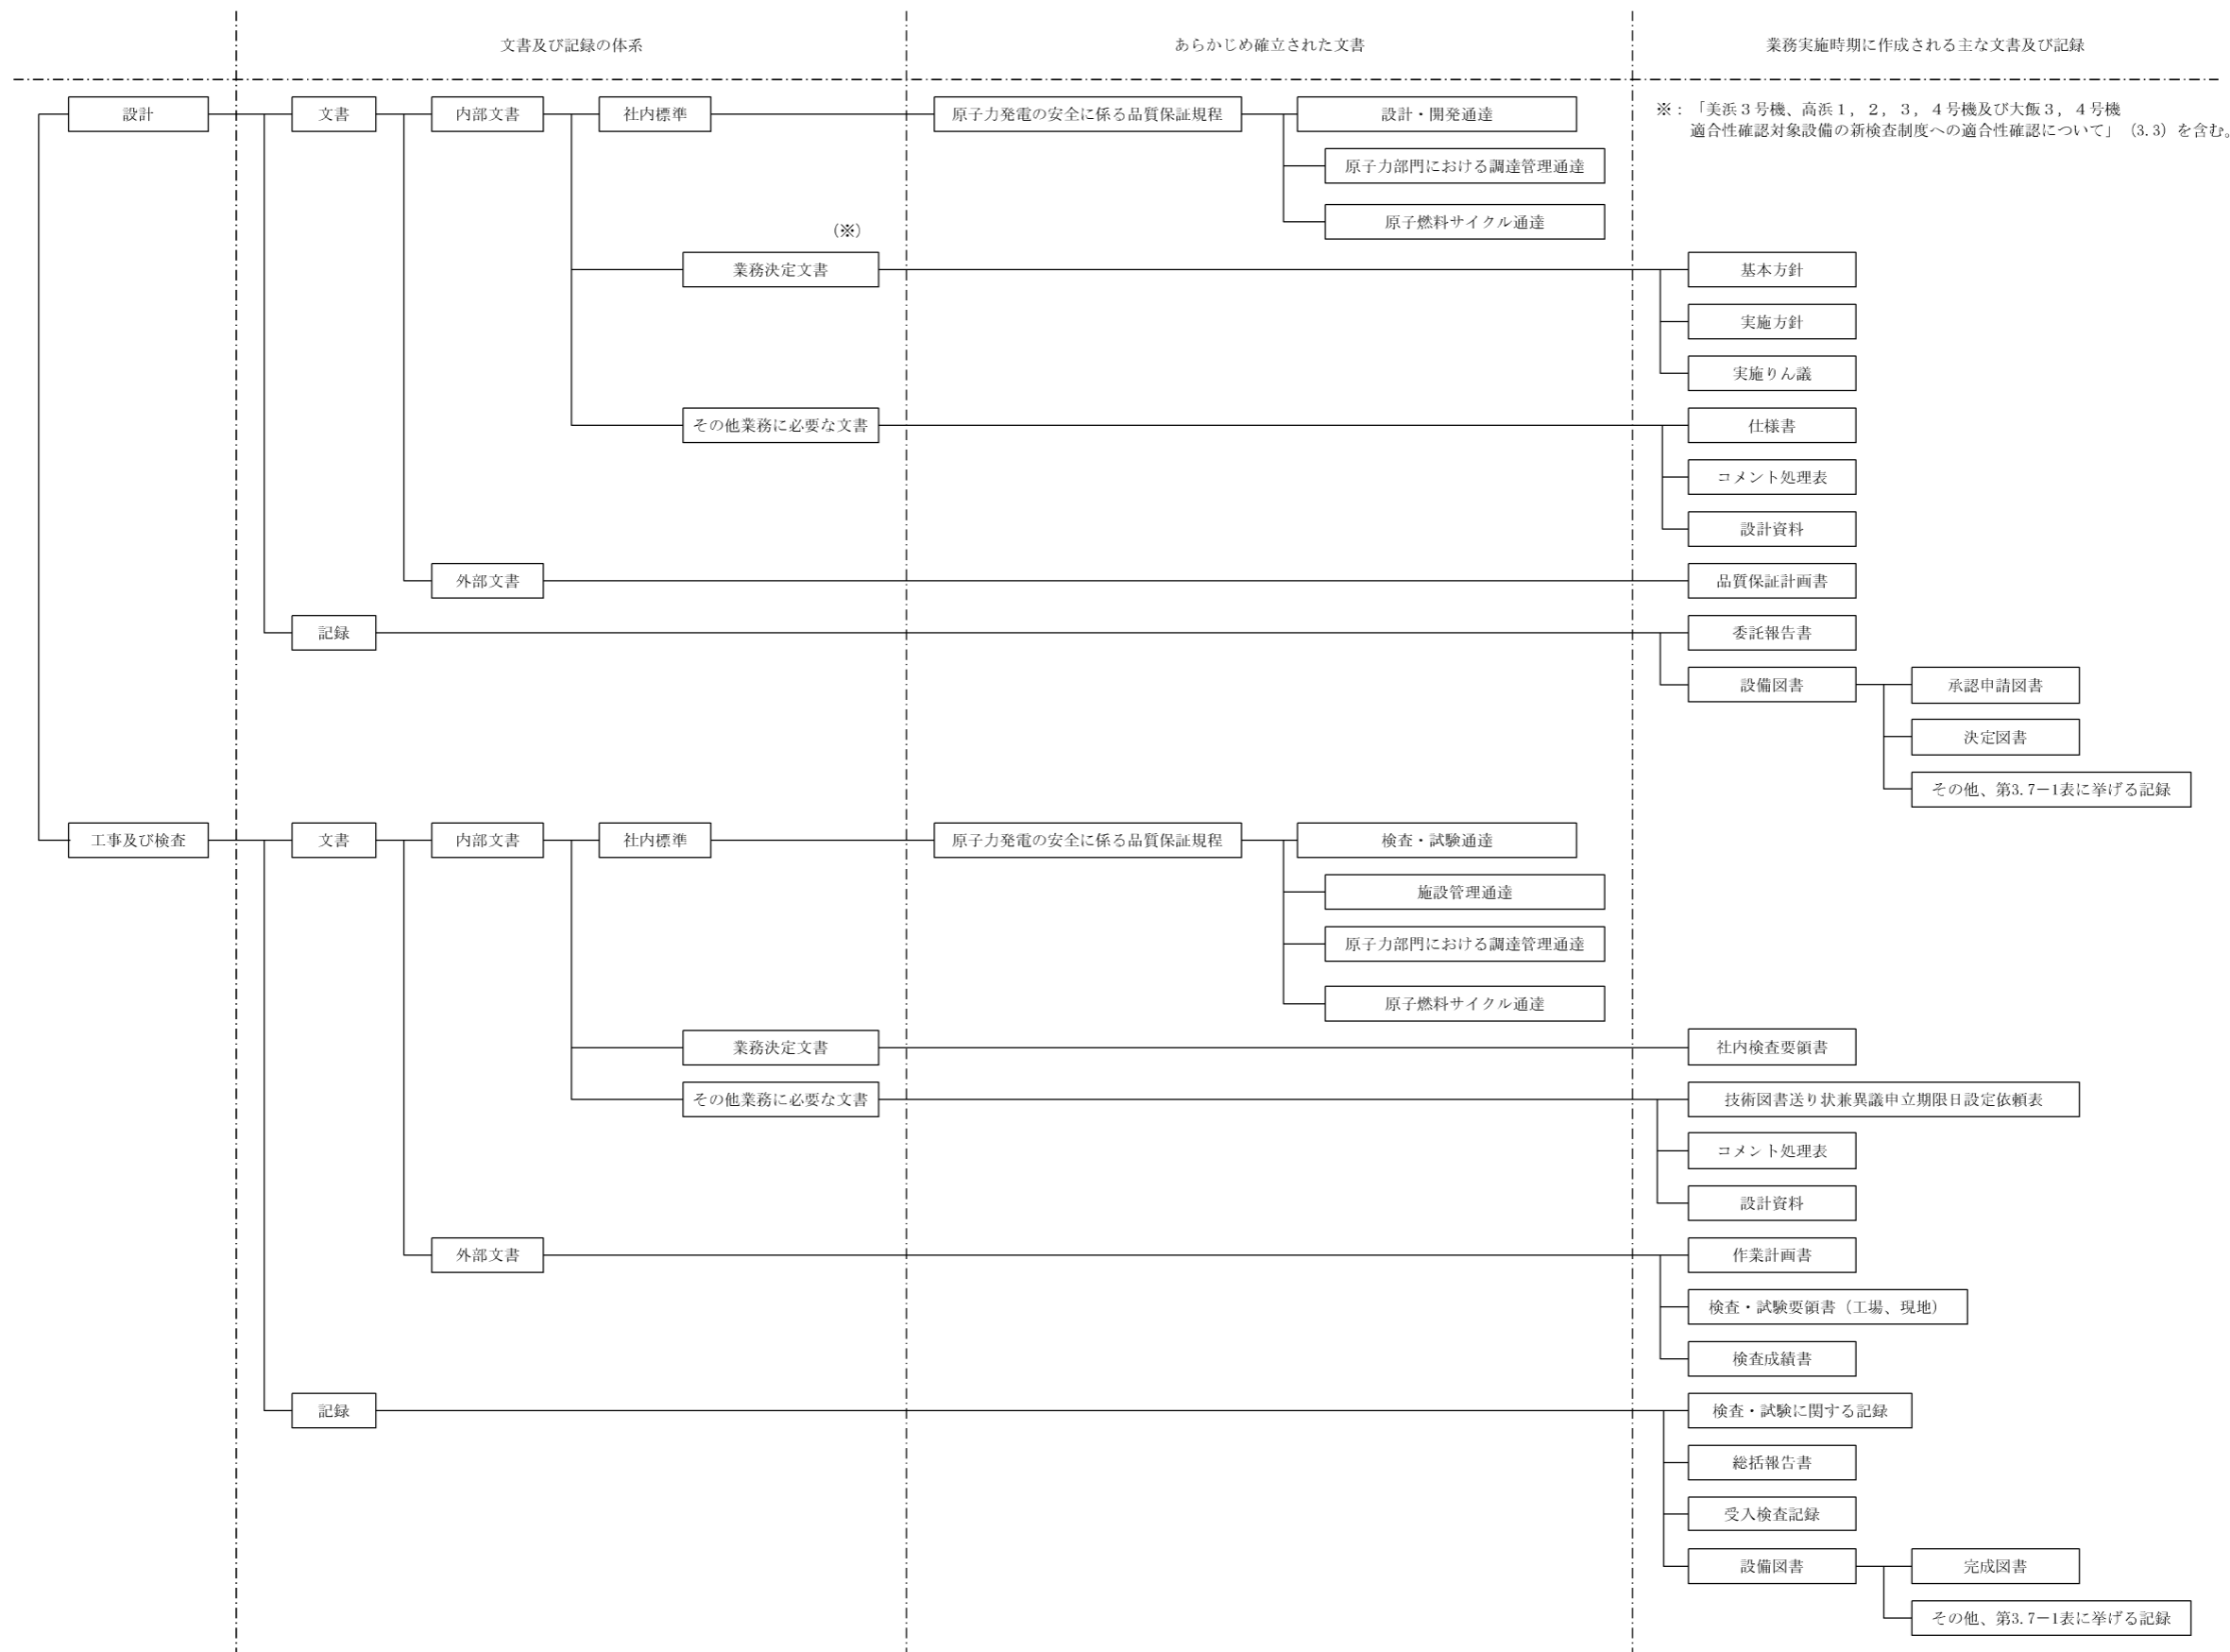 文書及び記録の体系
あらかじめ確立された文書
業務実施時期に作成される主な文書及び記録
設計
文書
内部文書
社内標準
原子力発電の安全に係る品質保証規程
設計・開発通達
※：「美浜３号機、高浜１，２，３，４号機及び大飯３，４号機
適合性確認対象設備の新検査制度への適合性確認について」（3.3）を含む。
原子力部門における調達管理通達
原子燃料サイクル通達
（※）
業務決定文書
基本方針
実施方針
実施りん議
その他業務に必要な文書
仕様書
コメント処理表
設計資料
外部文書
品質保証計画書
記録
委託報告書
設備図書
承認申請図書
決定図書
その他、第3.7－1表に挙げる記録
工事及び検査
文書
内部文書
社内標準
原子力発電の安全に係る品質保証規程
検査・試験通達
施設管理通達
原子力部門における調達管理通達
原子燃料サイクル通達
業務決定文書
社内検査要領書
その他業務に必要な文書
技術図書送り状兼異議申立期限日設定依頼表
コメント処理表
設計資料
外部文書
作業計画書
検査・試験要領書（工場、現地）
検査成績書
記録
検査・試験に関する記録
総括報告書
受入検査記録
設備図書
完成図書
その他、第3.7－1表に挙げる記録